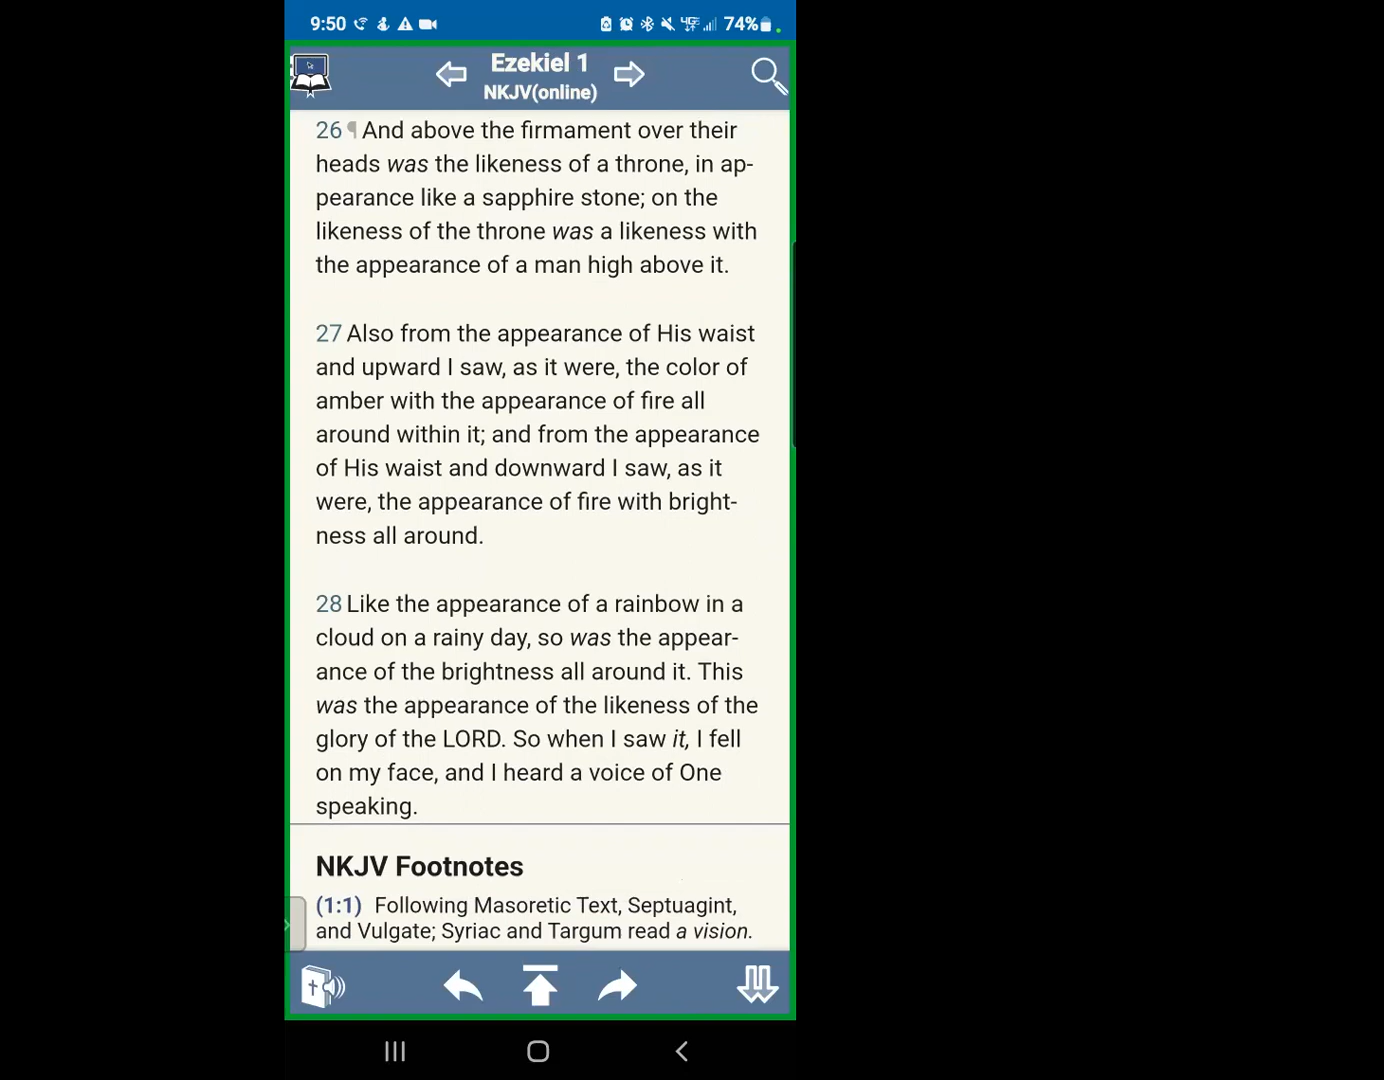 9:50 74%
Ezekiel 1
NKJV(online)
26 ¶ And above the firmament over their
heads was the likeness of a throne, in ap-
pearance like a sapphire stone; on the
likeness of the throne was a likeness with
the appearance of a man high above it.
27 Also from the appearance of His waist
and upward I saw, as it were, the color of
amber with the appearance of fire all
around within it; and from the appearance
of His waist and downward I saw, as it
were, the appearance of fire with bright-
ness all around.
28 Like the appearance of a rainbow in a
cloud on a rainy day, so was the appear-
ance of the brightness all around it. This
was the appearance of the likeness of the
glory of the LORD. So when I saw it, I fell
on my face, and I heard a voice of One
speaking.
NKJV Footnotes
(1:1) Following Masoretic Text, Septuagint,
and Vulgate; Syriac and Targum read a vision.